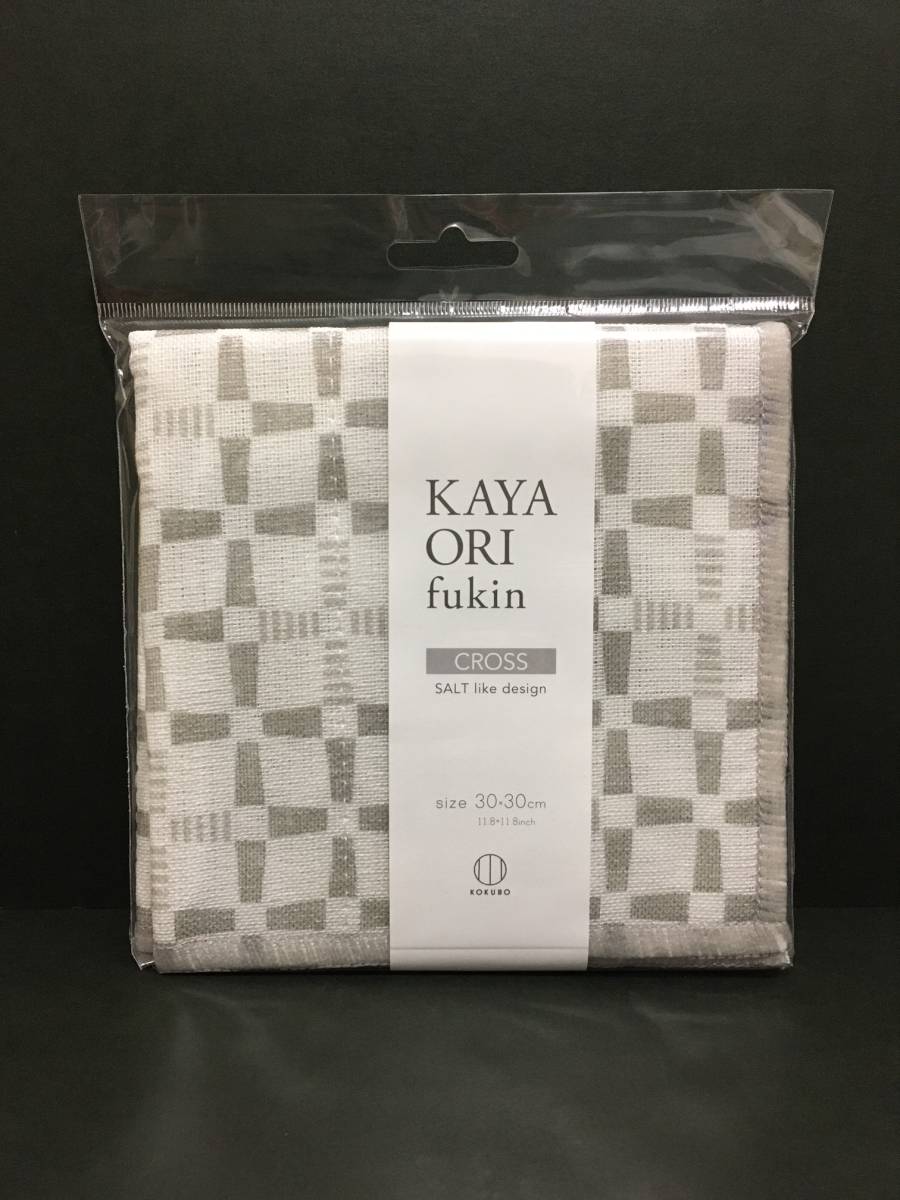 KAYA
ORI
fukin
CROSS
SALT like design
size 30*30cm
11.8*11.8inch
KOKUBO